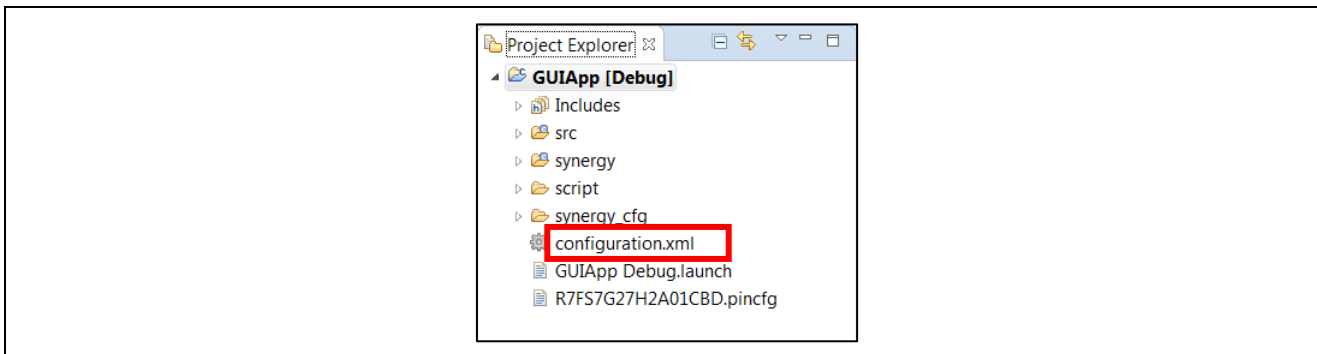 Project Explorer
GUIApp [Debug]
Includes
src
synergy
script
synergy_cfg
configuration.xml
GUIApp Debug.launch
R7FS7G27H2A01CBD.pincfg